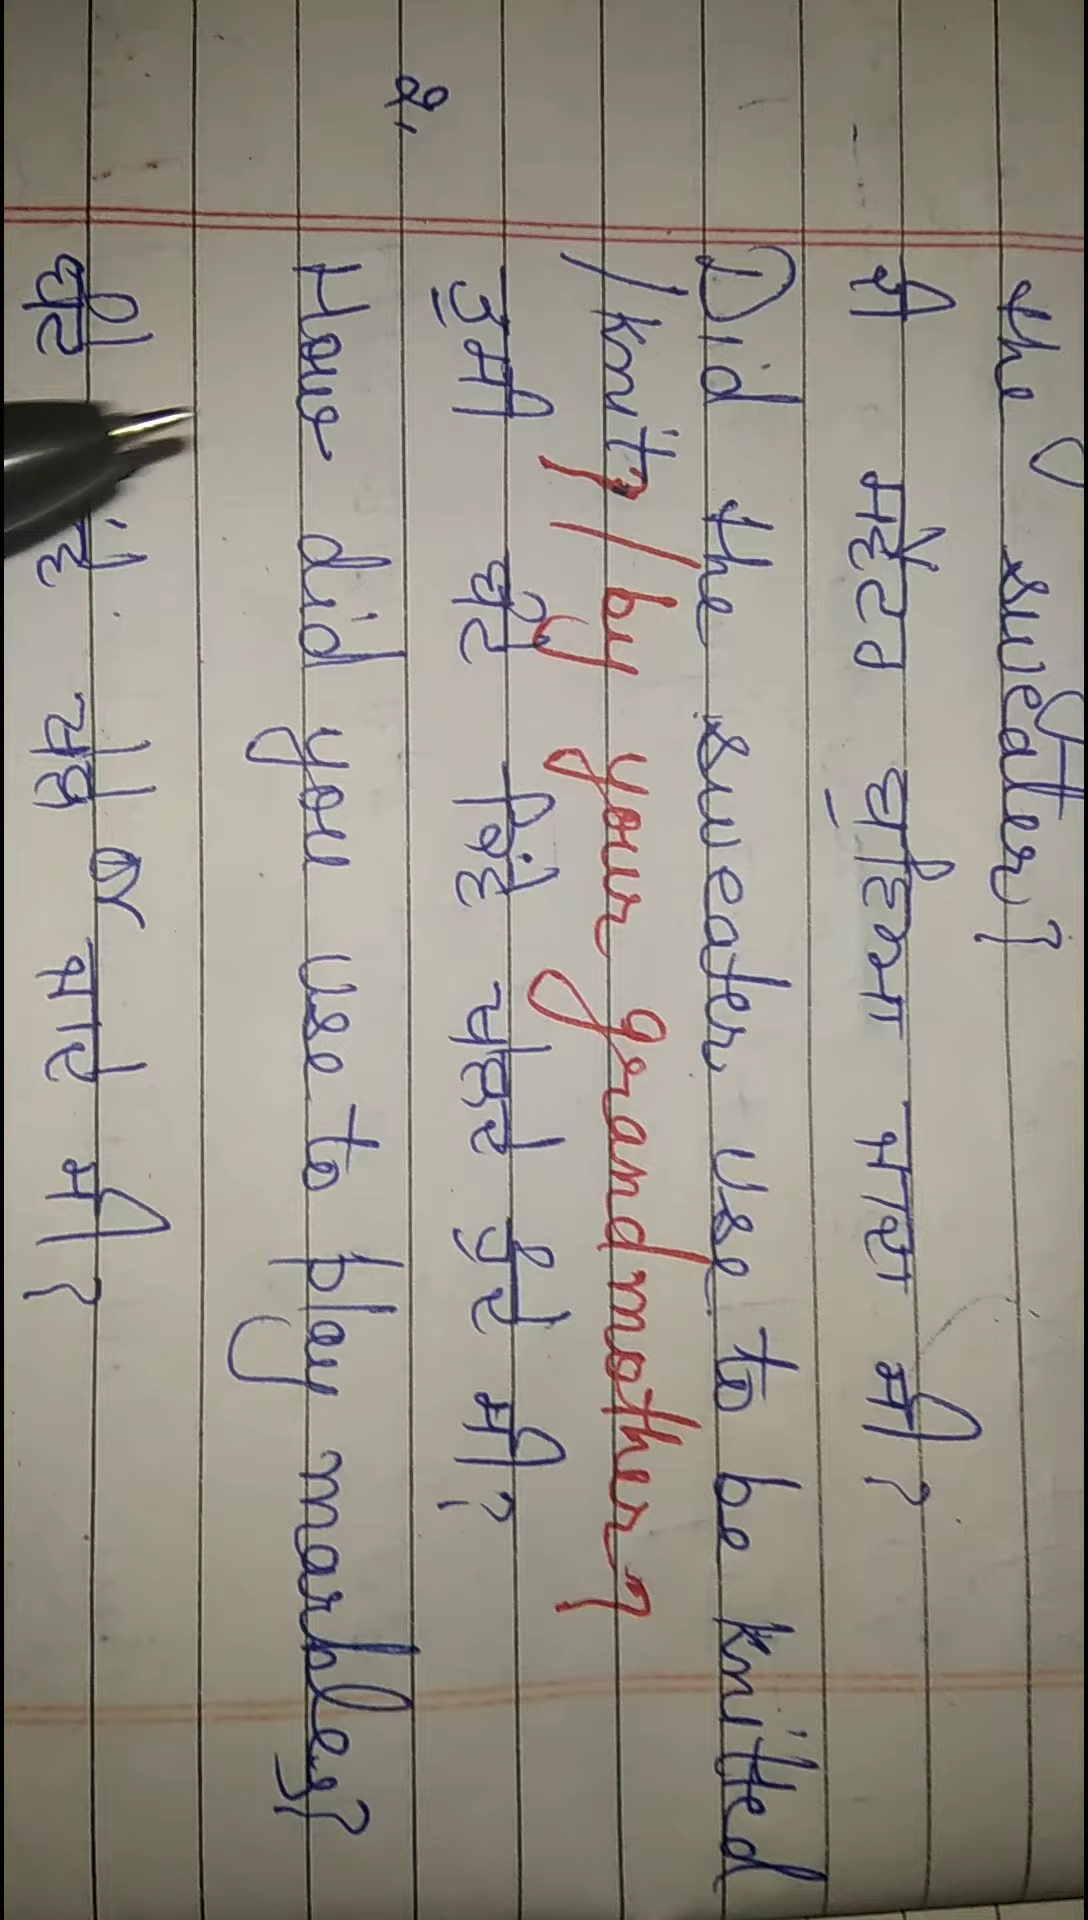 the sweater?
ਕੀ ਸਵੈਟਰ ਬੁਣਿਆ ਜਾਂਦਾ ਸੀ?
Did the sweater use to be knitted
/knit / by your grandmother?
2. ਤੁਸੀਂ ਬੰਟੇ ਕਿਵੇਂ ਖੇਡਦੇ ਹੁੰਦੇ ਸੀ?
How did you use to play marbles?
ਬੰਟੇ ਖੇਡੇ ਜਾਂਦੇ ਸੀ?